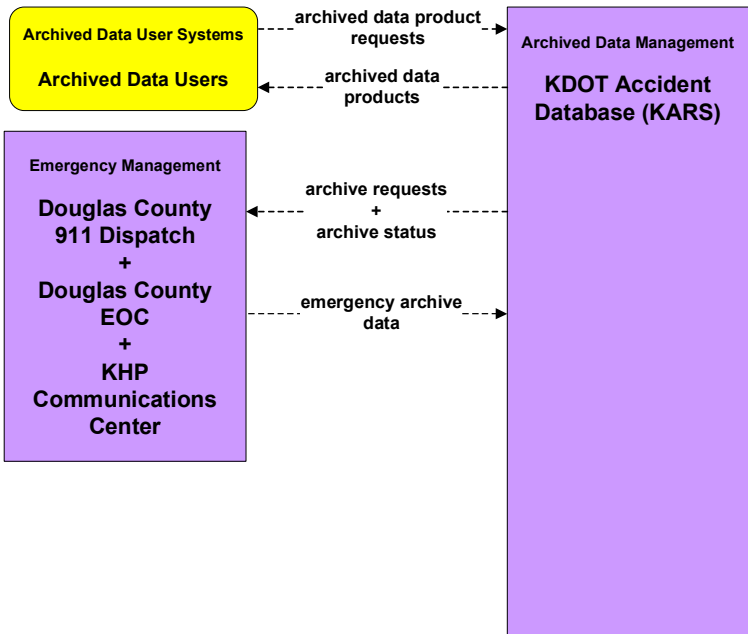 Archived Data User Systems
Archived Data Users
archived data product
requests
archived data
products
Archived Data Management
KDOT Accident
Database (KARS)
Emergency Management
Douglas County
911 Dispatch
+
Douglas County
EOC
+
KHP
Communications
Center
archive requests
+
archive status
emergency archive
data